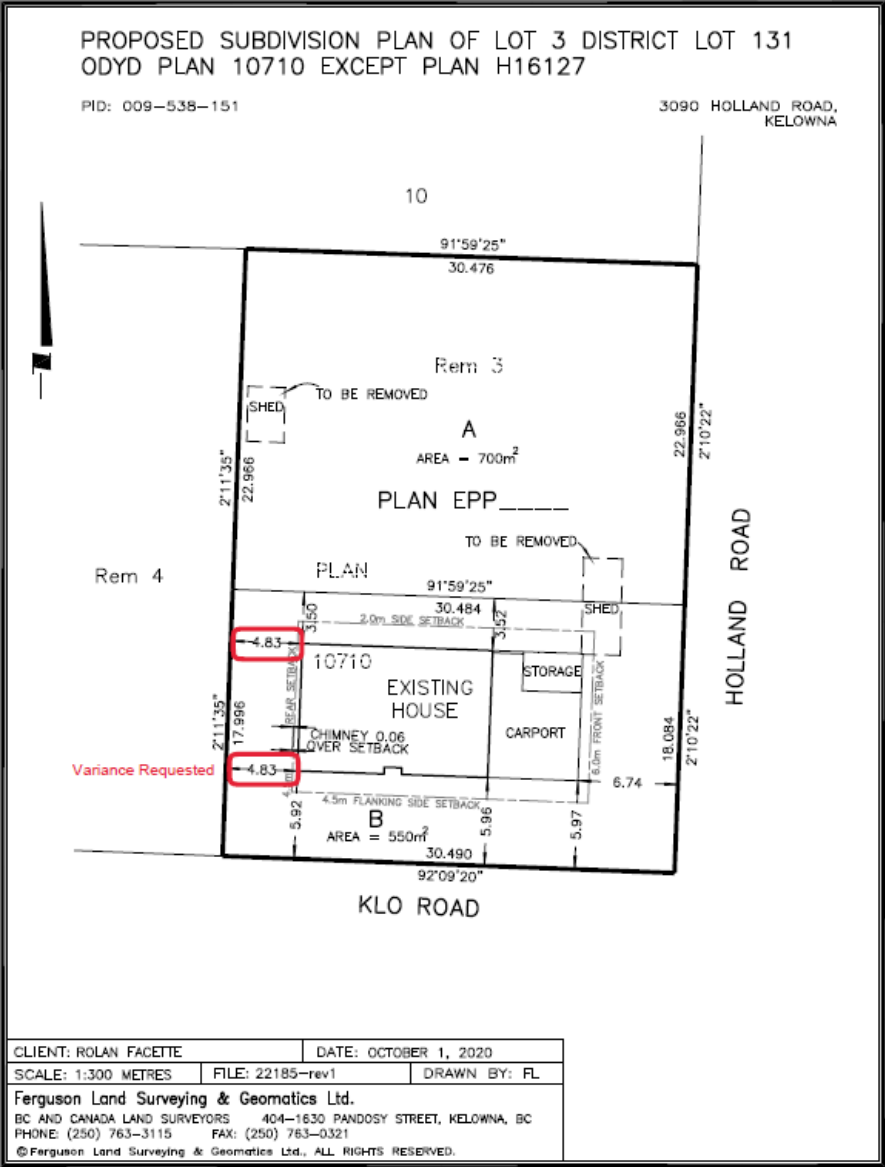 PROPOSED SUBDIVISION PLAN OF LOT 3 DISTRICT LOT 131
ODYD PLAN 10710 EXCEPT PLAN H16127
PID: 009-538-151
3090 HOLLAND ROAD,
KELOWNA
10
91°59'25"
30.476
N
Rem 3
SHED
TO BE REMOVED
A
AREA = 700m²
2°11'35"
22.966
22.966
2°10'22"
PLAN EPP____
TO BE REMOVED
HOLLAND ROAD
Rem 4
PLAN
91°59'25"
30.484
SHED
3.50
2.0m SIDE SETBACK
3.52
4.83
10710
STORAGE
REAR SETBACK
EXISTING
HOUSE
6.0m FRONT SETBACK
2°11'35"
17.996
CHIMNEY 0.06
OVER SETBACK
CARPORT
18.084
2°10'22"
Variance Requested
4.83
6.74
4.5m FLANKING SIDE SETBACK
5.92
B
AREA = 550m²
5.96
5.97
30.490
92°09'20"
KLO ROAD
CLIENT: ROLAN FACETTE
DATE: OCTOBER 1, 2020
SCALE: 1:300 METRES
FILE: 22185-rev1
DRAWN BY: FL
Ferguson Land Surveying & Geomatics Ltd.
BC AND CANADA LAND SURVEYORS 404-1630 PANDOSY STREET, KELOWNA, BC
PHONE: (250) 763-3115 FAX: (250) 763-0321
© Ferguson Land Surveying & Geomatics Ltd., ALL RIGHTS RESERVED.